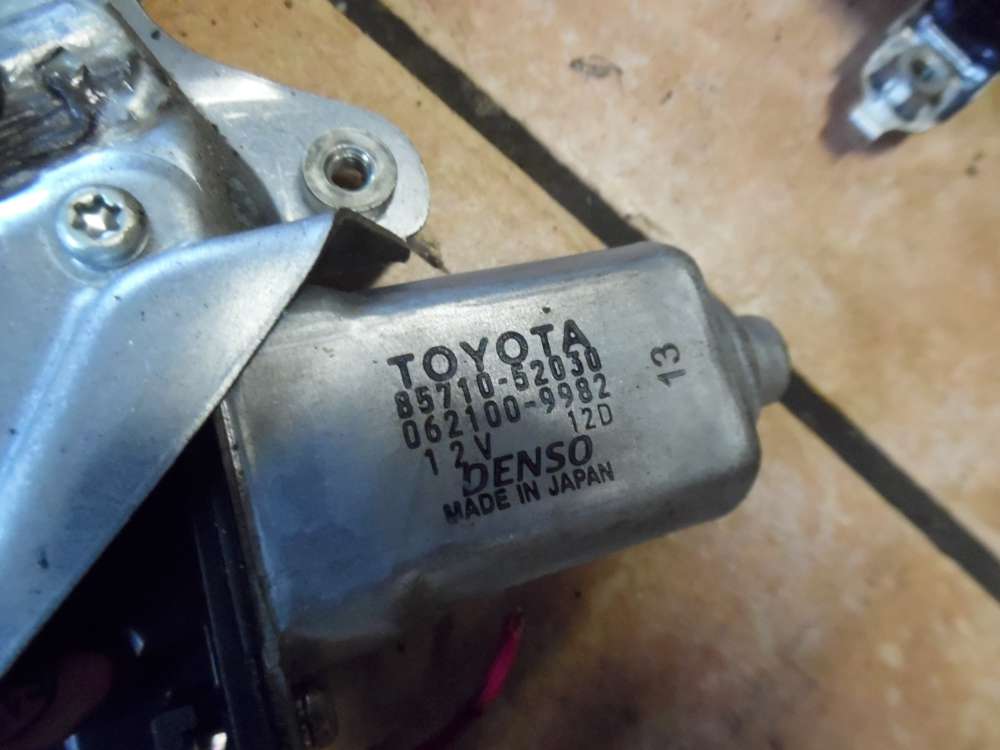 TOYOTA
85710-52030
062100-9982
12V 12D
DENSO
MADE IN JAPAN
13